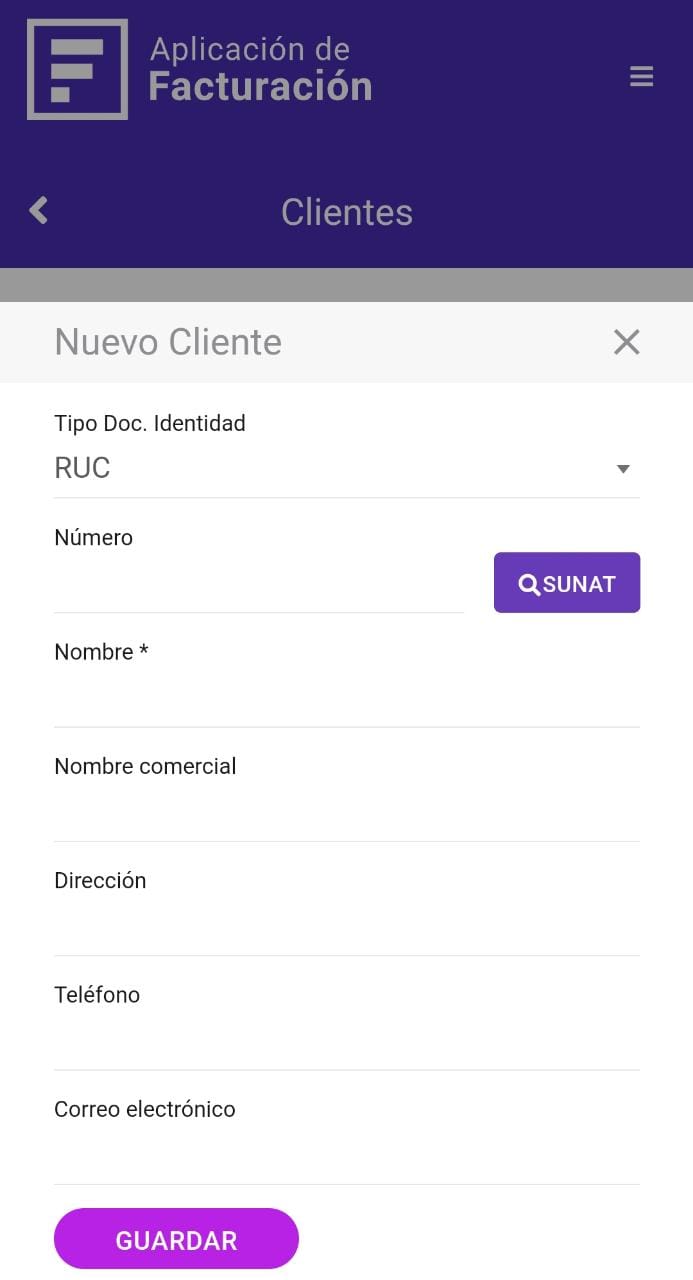 Aplicación de
Facturación
Clientes
Nuevo Cliente
Tipo Doc. Identidad
RUC
Número
SUNAT
Nombre *
Nombre comercial
Dirección
Teléfono
Correo electrónico
GUARDAR